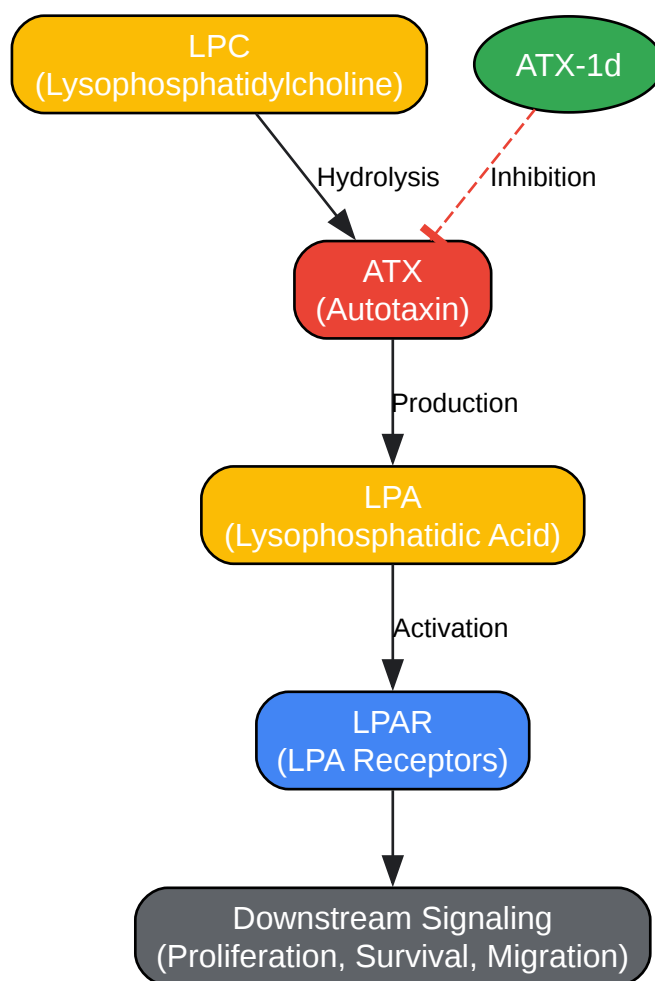 LPC
(Lysophosphatidylcholine)
ATX-1d
Hydrolysis
Inhibition
ATX
(Autotaxin)
Production
LPA
(Lysophosphatidic Acid)
Activation
LPAR
(LPA Receptors)
Downstream Signaling
(Proliferation, Survival, Migration)